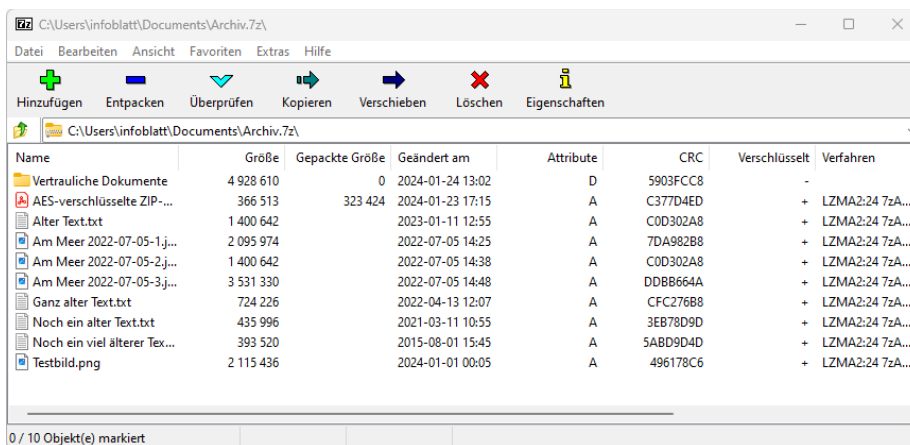 7z C:\Users\infoblatt\Documents\Archiv.7z\
Datei Bearbeiten Ansicht Favoriten Extras Hilfe
Hinzufügen Entpacken Überprüfen Kopieren Verschieben Löschen Eigenschaften
C:\Users\infoblatt\Documents\Archiv.7z\
Name Größe Gepackte Größe Geändert am Attribute CRC Verschlüsselt Verfahren
Vertrauliche Dokumente 4 928 610 0 2024-01-24 13:02 D 5903FCC8 -
AES-verschlüsselte ZIP-... 366 513 323 424 2024-01-23 17:15 A C377D4ED + LZMA2:24 7zA...
Alter Text.txt 1 400 642 2023-01-11 12:55 A C0D302A8 + LZMA2:24 7zA...
Am Meer 2022-07-05-1.j... 2 095 974 2022-07-05 14:25 A 7DA982B8 + LZMA2:24 7zA...
Am Meer 2022-07-05-2.j... 1 400 642 2022-07-05 14:38 A C0D302A8 + LZMA2:24 7zA...
Am Meer 2022-07-05-3.j... 3 531 330 2022-07-05 14:48 A DDBB664A + LZMA2:24 7zA...
Ganz alter Text.txt 724 226 2022-04-13 12:07 A CFC276B8 + LZMA2:24 7zA...
Noch ein alter Text.txt 435 996 2021-03-11 10:55 A 3EB78D9D + LZMA2:24 7zA...
Noch ein viel älterer Tex... 393 520 2015-08-01 15:45 A 5ABD9D4D + LZMA2:24 7zA...
Testbild.png 2 115 436 2024-01-01 00:05 A 496178C6 + LZMA2:24 7zA...
0 / 10 Objekt(e) markiert